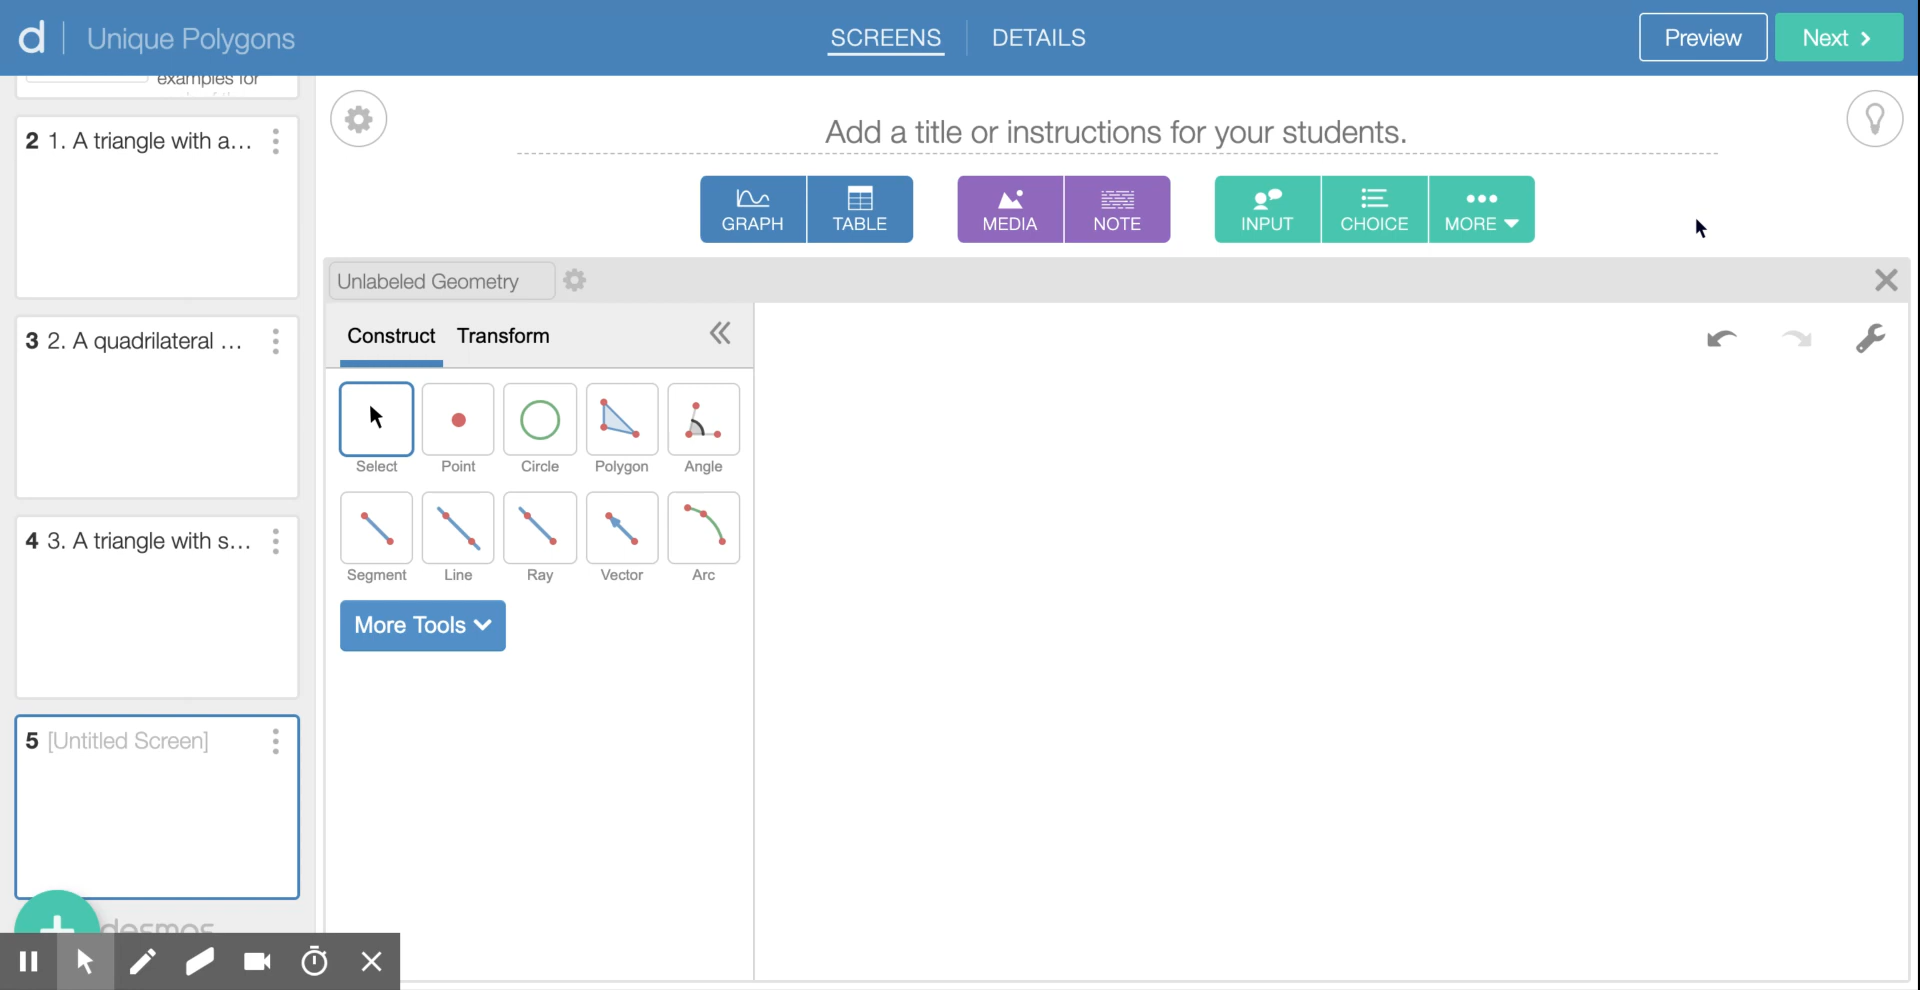 d
Unique Polygons
SCREENS
DETAILS
Preview
Next
examples for
2 1. A triangle with a...
3 2. A quadrilateral ...
4 3. A triangle with s...
5 [Untitled Screen]
desmos
Add a title or instructions for your students.
GRAPH
TABLE
MEDIA
NOTE
INPUT
CHOICE
MORE
Unlabeled Geometry
Construct
Transform
Select
Point
Circle
Polygon
Angle
Segment
Line
Ray
Vector
Arc
More Tools